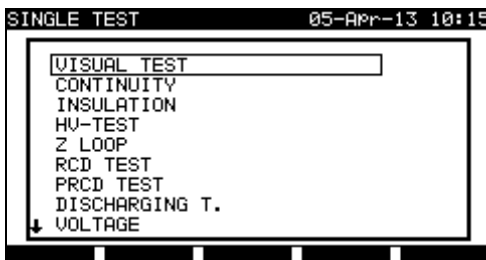 SINGLE TEST 05-Apr-13 10:15
VISUAL TEST
CONTINUITY
INSULATION
HV-TEST
Z LOOP
RCD TEST
PRCD TEST
DISCHARGING T.
VOLTAGE